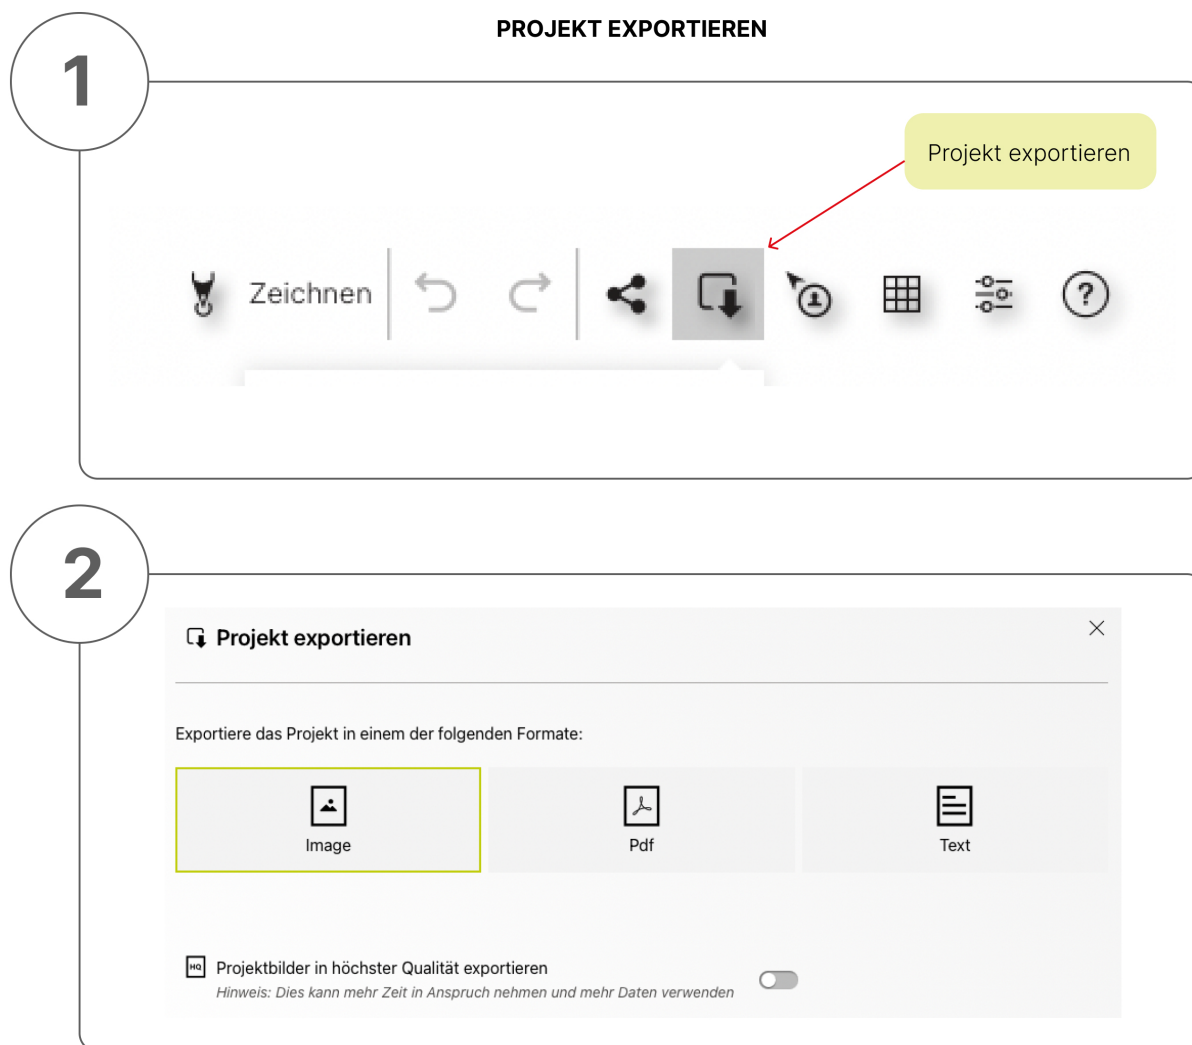 PROJEKT EXPORTIEREN
1
Projekt exportieren
Zeichnen
?
2
Projekt exportieren
Exportiere das Projekt in einem der folgenden Formate:
Image
Pdf
Text
HQ
Projektbilder in höchster Qualität exportieren
Hinweis: Dies kann mehr Zeit in Anspruch nehmen und mehr Daten verwenden